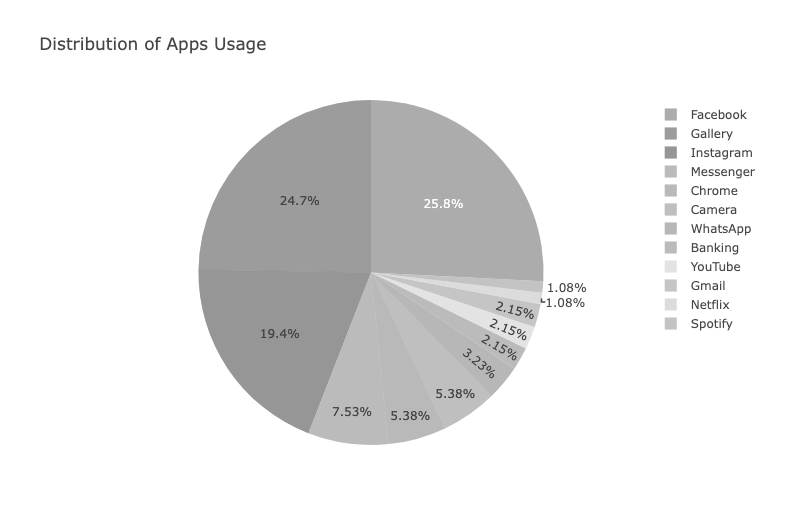 Distribution of Apps Usage
25.8%
24.7%
19.4%
7.53%
5.38%
5.38%
3.23%
2.15%
2.15%
2.15%
1.08%
1.08%
Facebook
Gallery
Instagram
Messenger
Chrome
Camera
WhatsApp
Banking
YouTube
Gmail
Netflix
Spotify